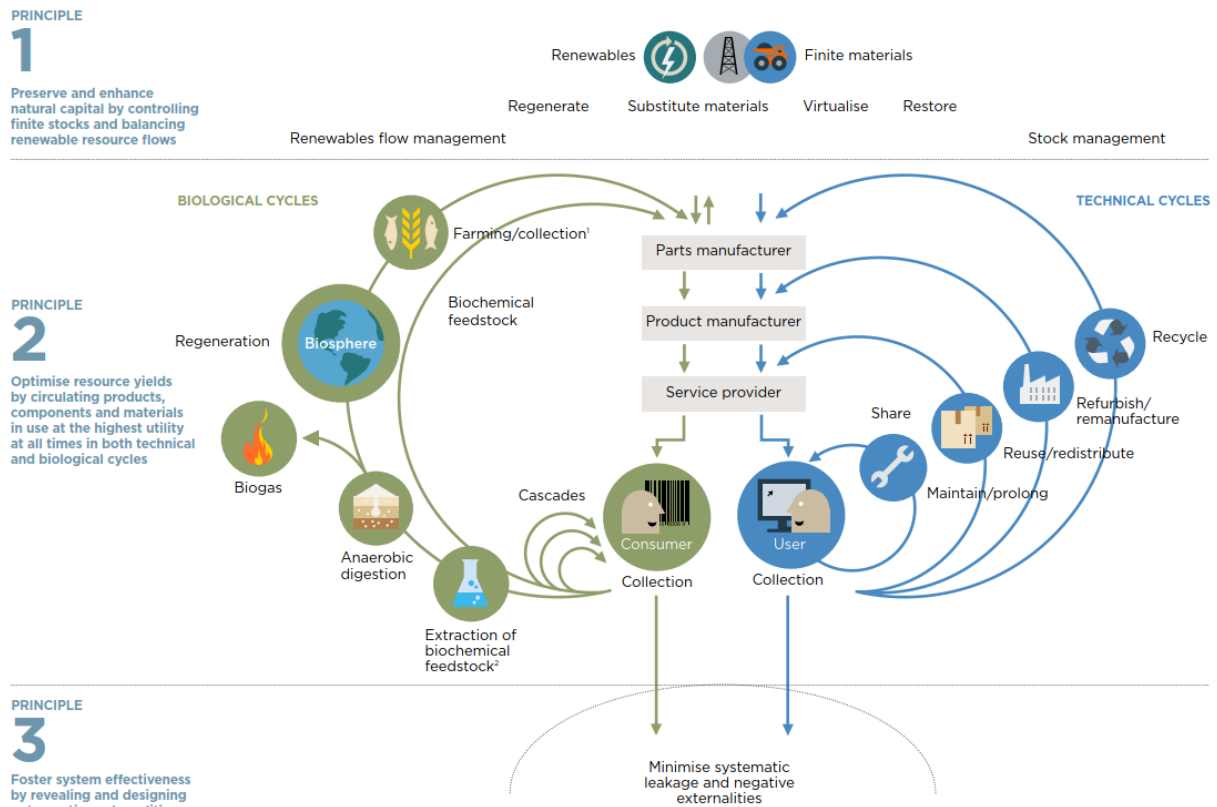 PRINCIPLE
1
Preserve and enhance
natural capital by controlling
finite stocks and balancing
renewable resource flows
Renewables
Finite materials
Regenerate
Substitute materials
Virtualise
Restore
Renewables flow management
Stock management
BIOLOGICAL CYCLES
TECHNICAL CYCLES
Farming/collection¹
Parts manufacturer
PRINCIPLE
2
Optimise resource yields
by circulating products,
components and materials
in use at the highest utility
at all times in both technical
and biological cycles
Biochemical
feedstock
Product manufacturer
Regeneration
Biosphere
Recycle
Service provider
Share
Refurbish/
remanufacture
Reuse/redistribute
Biogas
Cascades
Maintain/prolong
Consumer
User
Anaerobic
digestion
Collection
Collection
Extraction of
biochemical
feedstock²
PRINCIPLE
3
Foster system effectiveness
by revealing and designing
Minimise systematic
leakage and negative
externalities